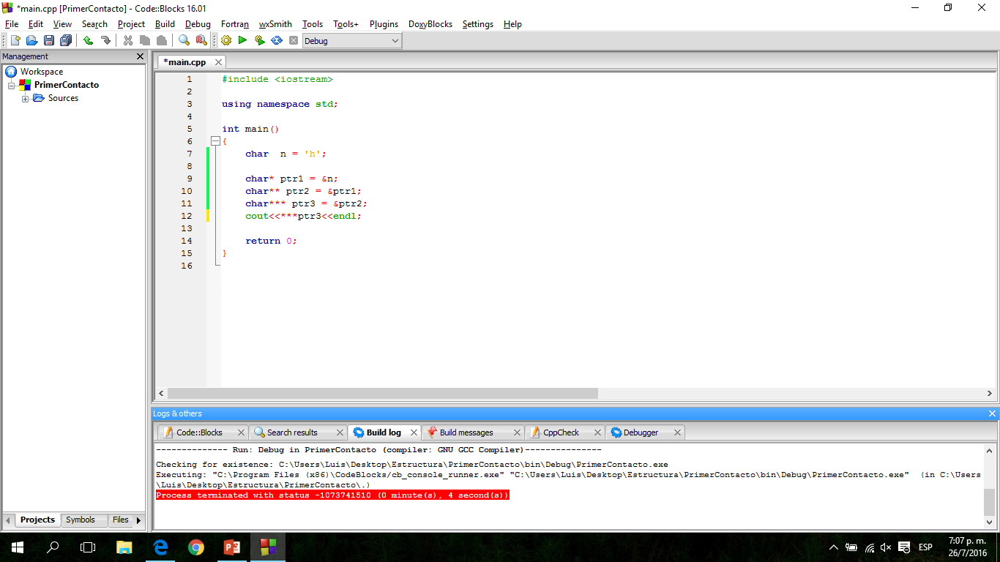 *main.cpp [PrimerContacto] - Code::Blocks 16.01
File Edit View Search Project Build Debug Fortran wxSmith Tools Tools+ Plugins DoxyBlocks Settings Help
Debug
Management
Workspace
PrimerContacto
Sources
*main.cpp
1 #include <iostream>
2
3 using namespace std;
4
5 int main()
6 {
7 char  n = 'h';
8
9 char* ptr1 = &n;
10 char** ptr2 = &ptr1;
11 char*** ptr3 = &ptr2;
12 cout<<***ptr3<<endl;
13
14 return 0;
15 }
16
Projects Symbols Files
Logs & others
Code::Blocks Search results Build log Build messages CppCheck Debugger
-------------- Run: Debug in PrimerContacto (compiler: GNU GCC Compiler)---------------
Checking for existence: C:\Users\Luis\Desktop\Estructura\PrimerContacto\bin\Debug\PrimerContacto.exe
Executing: "C:\Program Files (x86)\CodeBlocks/cb_console_runner.exe" "C:\Users\Luis\Desktop\Estructura\PrimerContacto\bin\Debug\PrimerContacto.exe"  (in C:\Users
\Luis\Desktop\Estructura\PrimerContacto\.)
Process terminated with status -1073741510 (0 minute(s), 4 second(s))
ESP
7:07 p. m.
26/7/2016